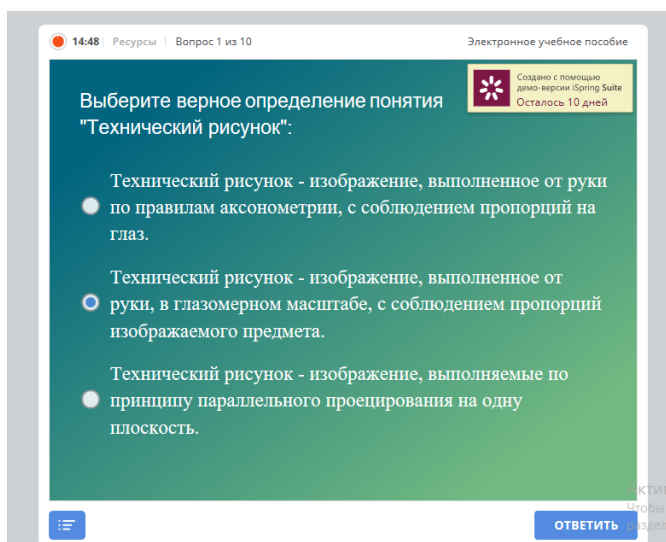 14:48 Ресурсы Вопрос 1 из 10 Электронное учебное пособие
Создано с помощью
демо-версии iSpring Suite
Осталось 10 дней
Выберите верное определение понятия
"Технический рисунок":
Технический рисунок - изображение, выполненное от руки
по правилам аксонометрии, с соблюдением пропорций на
глаз.
Технический рисунок - изображение, выполненное от
руки, в глазомерном масштабе, с соблюдением пропорций
изображаемого предмета.
Технический рисунок - изображение, выполняемые по
принципу параллельного проецирования на одну
плоскость.
Чтобы
ОТВЕТИТЬ